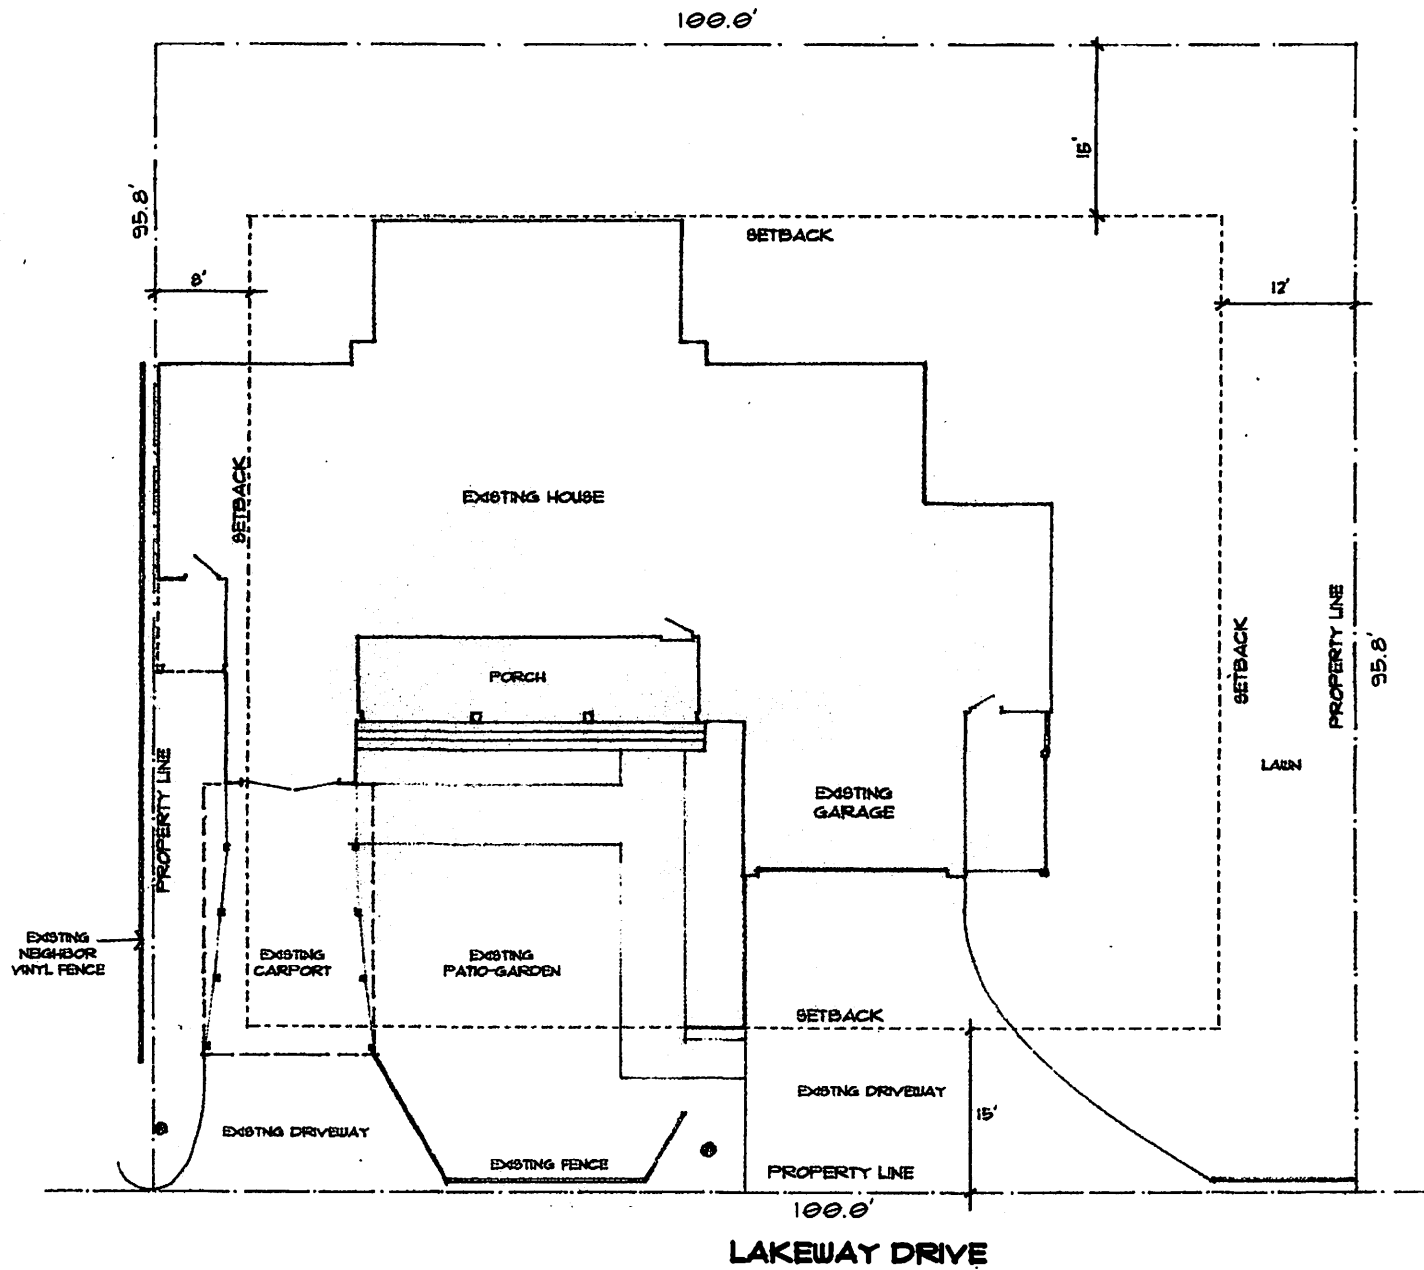 100.0'
15'
95.8'
SETBACK
8'
12'
SETBACK
EXISTING HOUSE
PROPERTY LINE
SETBACK
95.8'
PORCH
PROPERTY LINE
LAWN
EXISTING
GARAGE
EXISTING
NEIGHBOR
VINYL FENCE
EXISTING
CARPORT
EXISTING
PATIO-GARDEN
SETBACK
EXISTNG DRIVEWAY
15'
EXISTNG DRIVEWAY
EXISTING FENCE
PROPERTY LINE
100.0'
LAKEWAY DRIVE